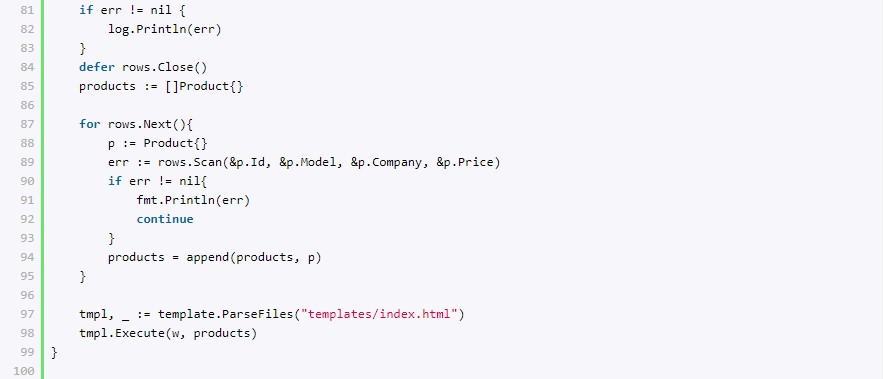 81     if err != nil {
82         log.Println(err)
83     }
84     defer rows.Close()
85     products := []Product{}
86
87     for rows.Next(){
88         p := Product{}
89         err := rows.Scan(&p.Id, &p.Model, &p.Company, &p.Price)
90         if err != nil{
91             fmt.Println(err)
92             continue
93         }
94         products = append(products, p)
95     }
96
97     tmpl, _ := template.ParseFiles("templates/index.html")
98     tmpl.Execute(w, products)
99 }
100